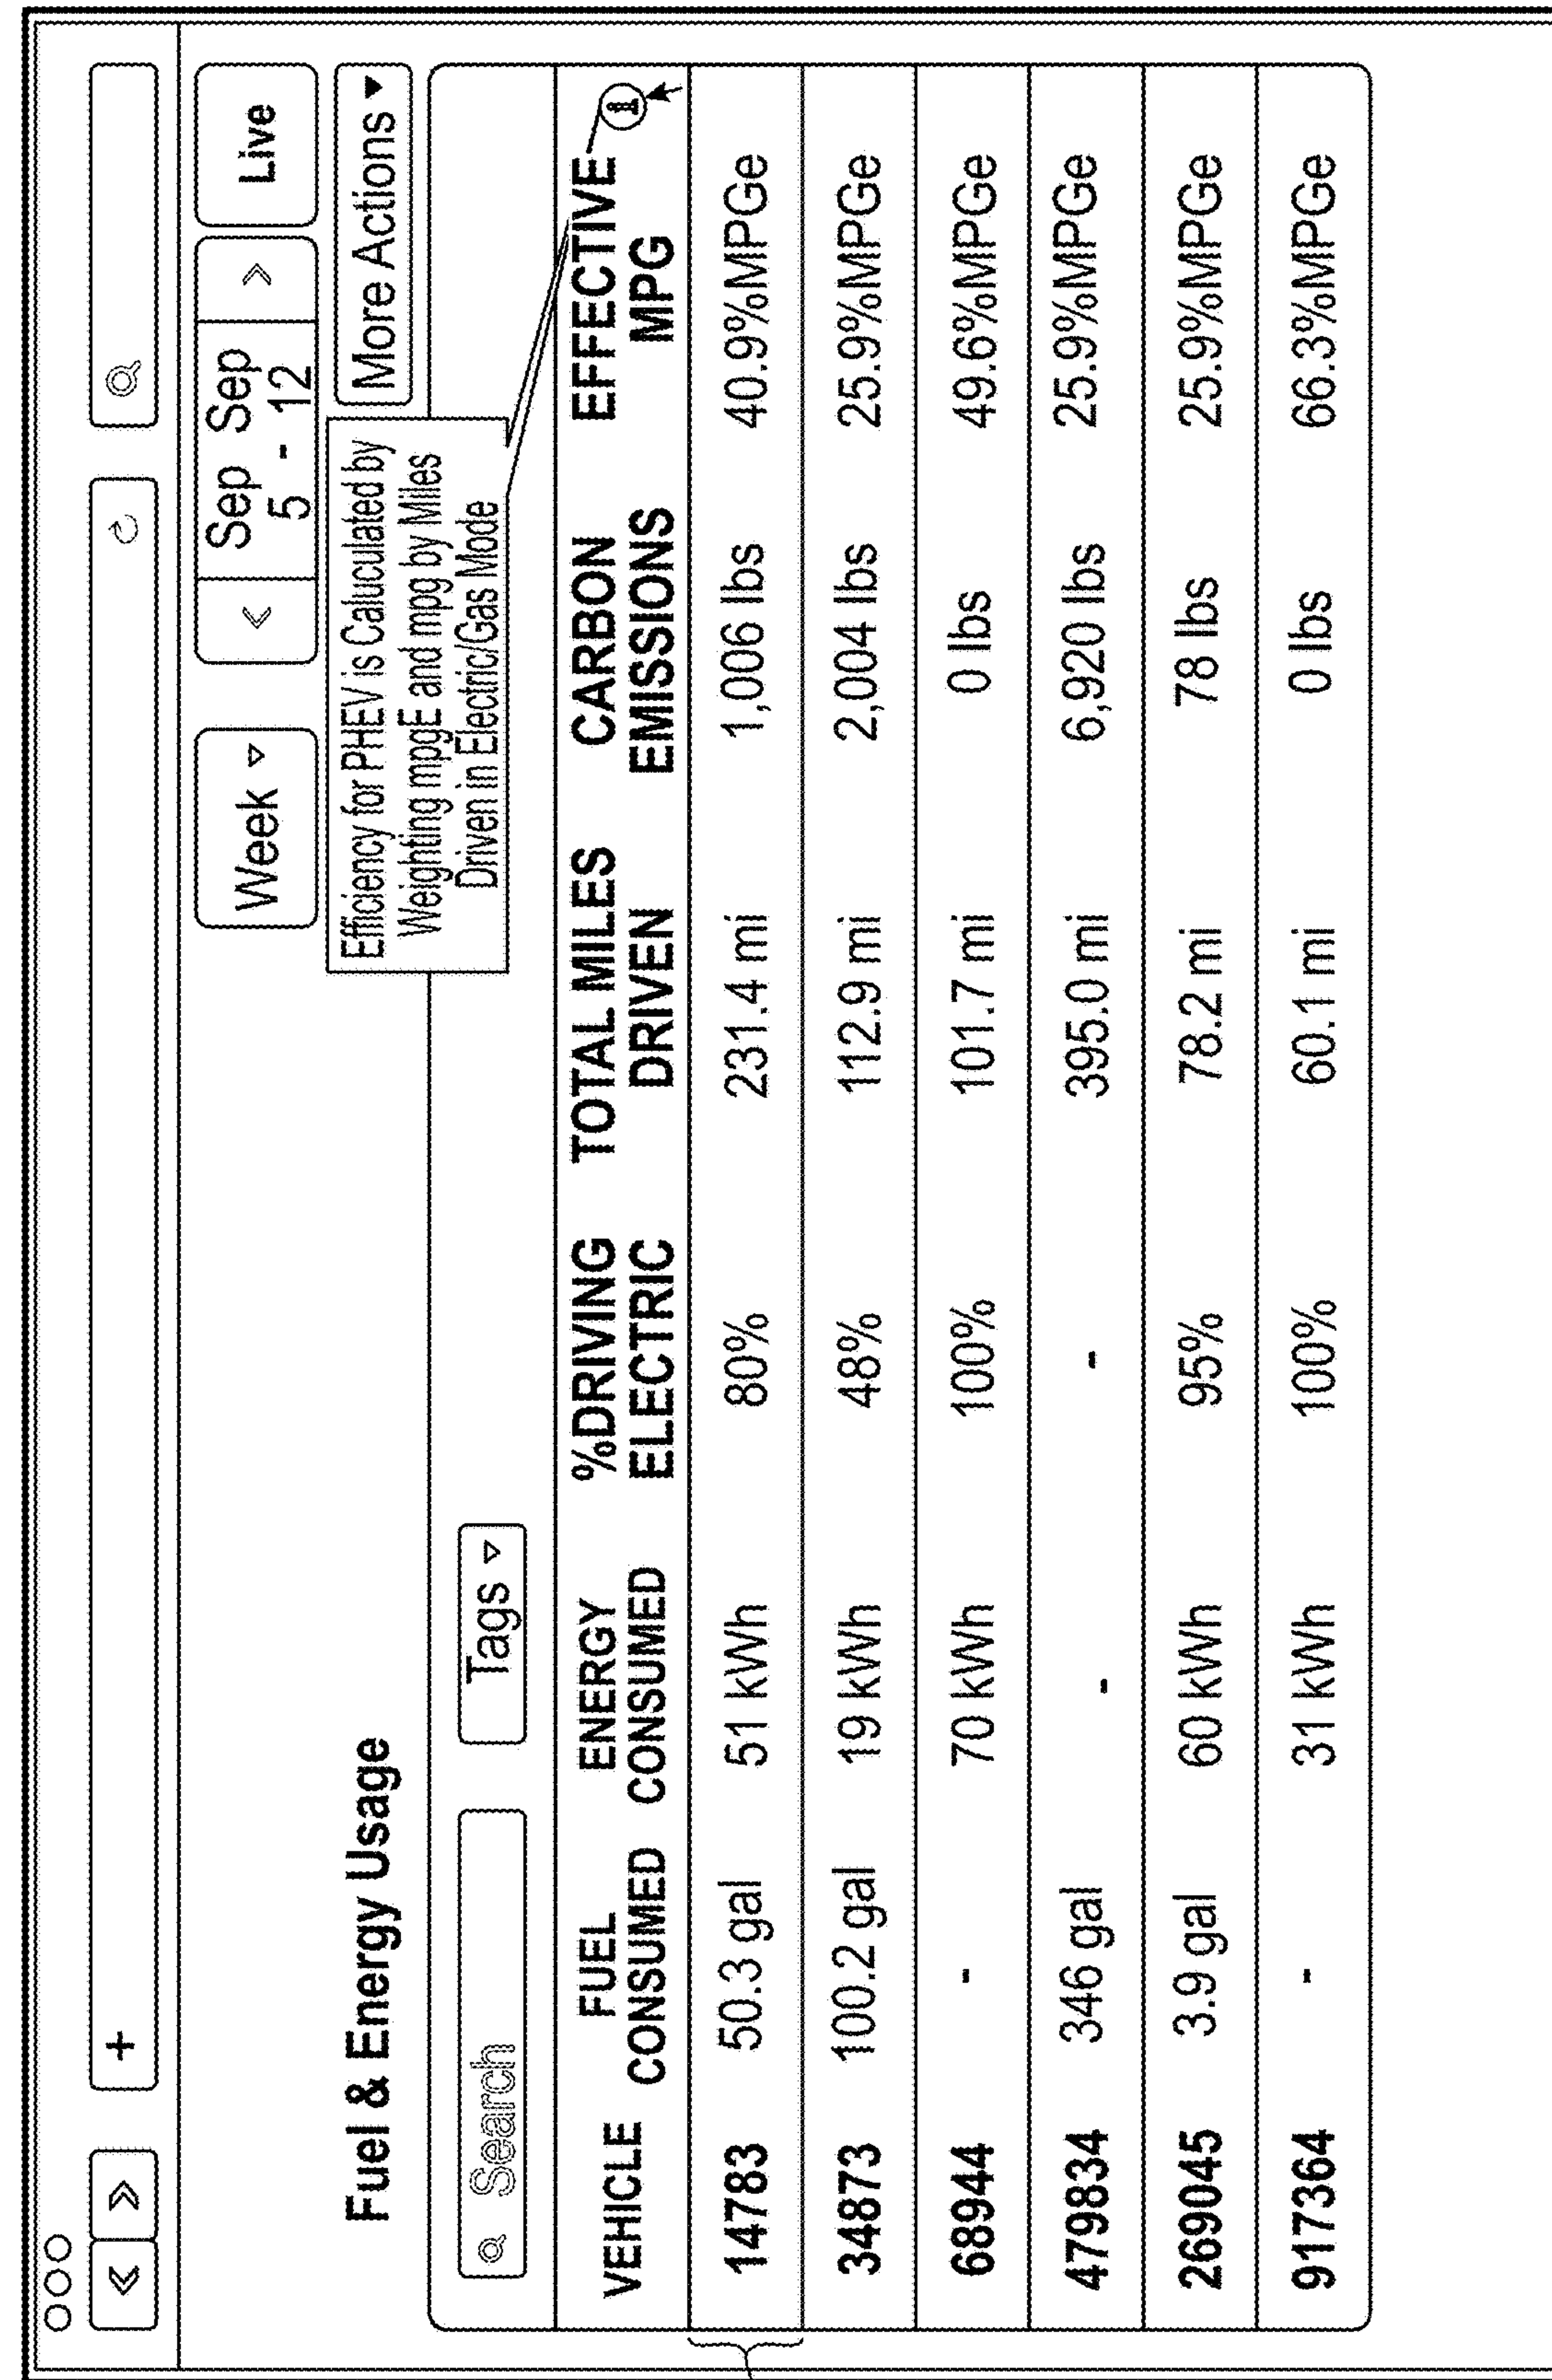 +
Week
Sep Sep
5 - 12
Live
Fuel & Energy Usage
More Actions
Efficiency for PHEV is Caluculated by
Weighting mpgE and mpg by Miles
Driven in Electric/Gas Mode
Search
Tags
VEHICLE FUEL CONSUMED ENERGY CONSUMED %DRIVING ELECTRIC TOTAL MILES DRIVEN CARBON EMISSIONS EFFECTIVE MPG i
14783 50.3 gal 51 kWh 80% 231.4 mi 1,006 lbs 40.9%MPGe
34873 100.2 gal 19 kWh 48% 112.9 mi 2,004 lbs 25.9%MPGe
68944 - 70 kWh 100% 101.7 mi 0 lbs 49.6%MPGe
479834 346 gal - - 395.0 mi 6,920 lbs 25.9%MPGe
269045 3.9 gal 60 kWh 95% 78.2 mi 78 lbs 25.9%MPGe
917364 - 31 kWh 100% 60.1 mi 0 lbs 66.3%MPGe